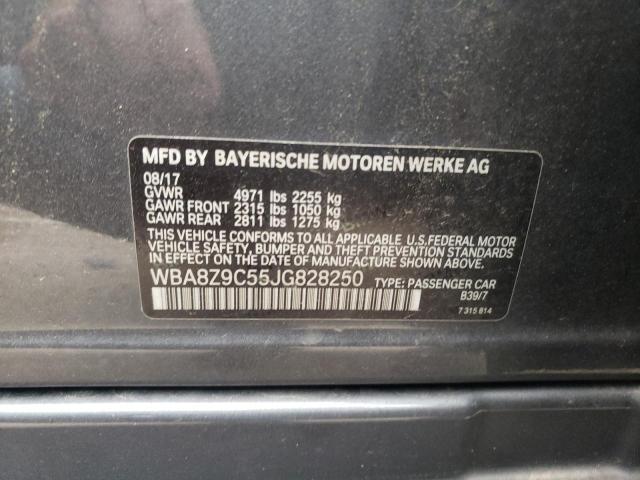 MFD BY BAYERISCHE MOTOREN WERKE AG
08/17
GVWR 4971 lbs 2255 kg
GAWR FRONT 2315 lbs 1050 kg
GAWR REAR 2811 lbs 1275 kg
THIS VEHICLE CONFORMS TO ALL APPLICABLE U.S.FEDERAL MOTOR
VEHICLE SAFETY, BUMPER AND THEFT PREVENTION STANDARDS
IN EFFECT ON THE DATE OF MANUFACTURE SHOWN ABOVE.
WBA8Z9C55JG828250 TYPE: PASSENGER CAR
B39/7
7 315 814